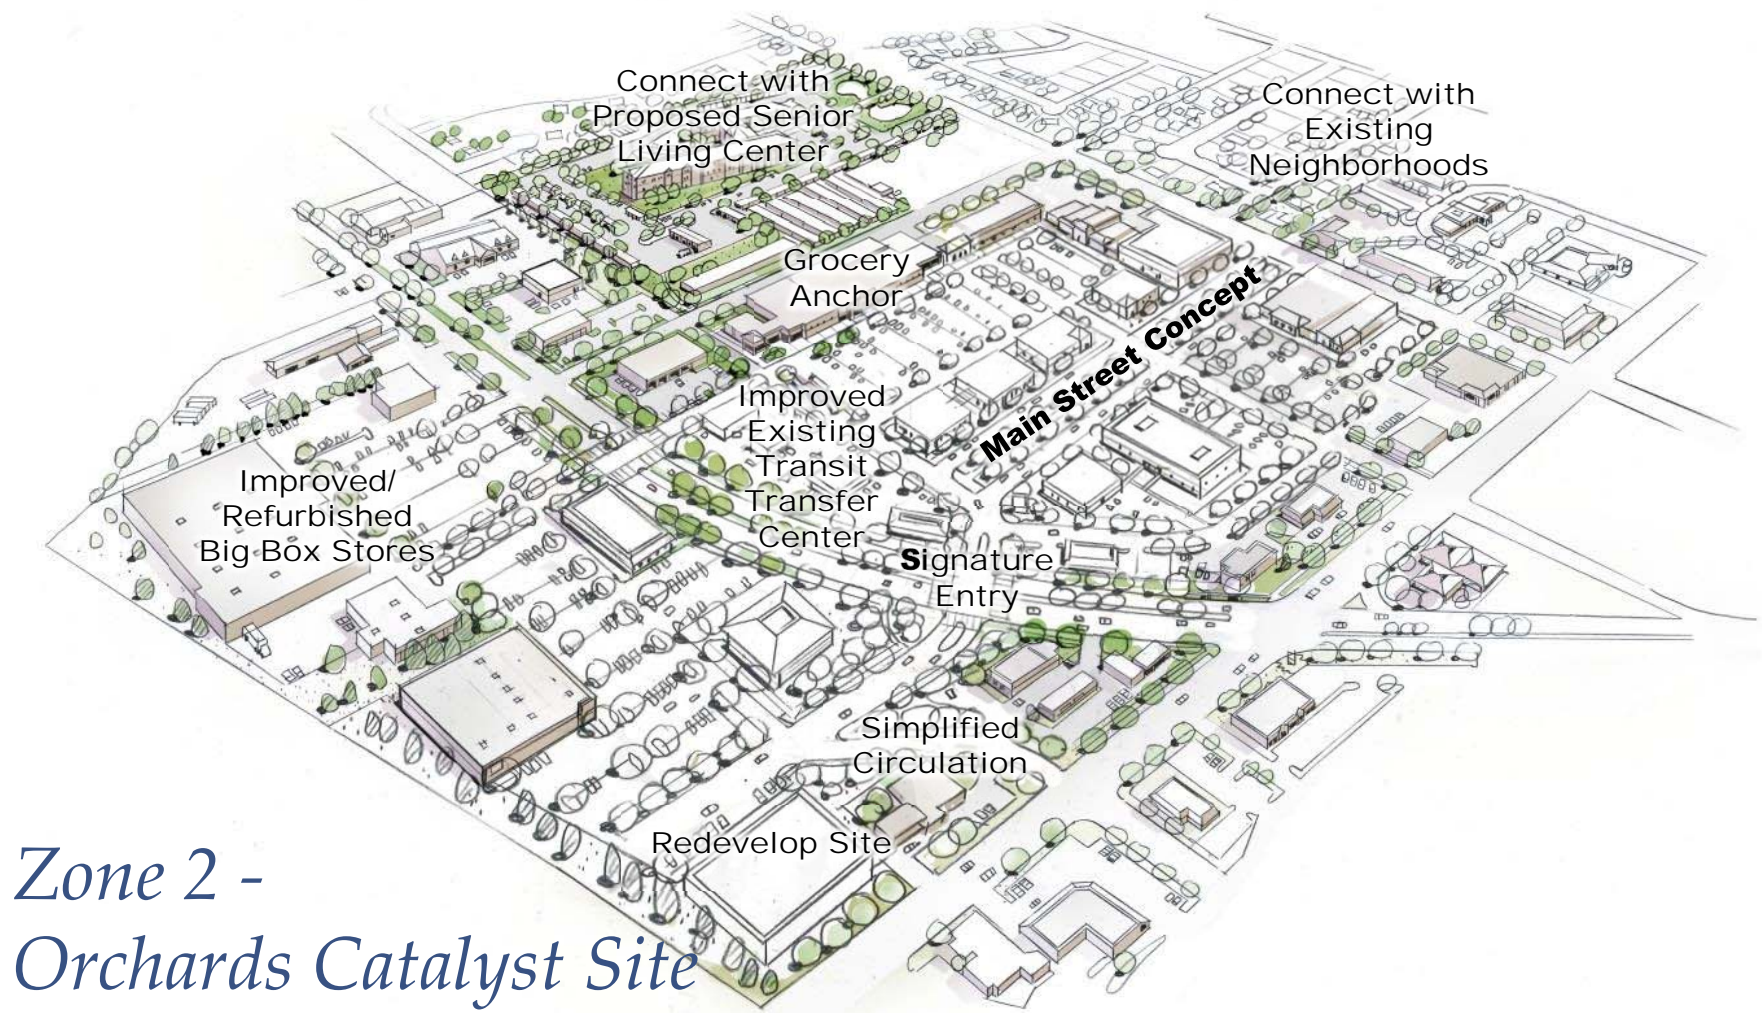 Connect with
Proposed Senior
Living Center
Connect with
Existing
Neighborhoods
Grocery
Anchor
Main Street Concept
Improved
Existing
Transit
Transfer
Center
Improved/
Refurbished
Big Box Stores
Signature
Entry
Simplified
Circulation
Redevelop Site
Zone 2 -
Orchards Catalyst Site